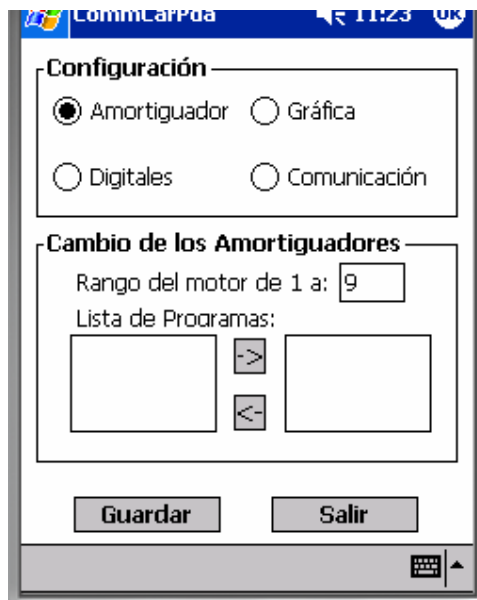 CommCarPda 11:23 ok
Configuración
Amortiguador Gráfica
Digitales Comunicación
Cambio de los Amortiguadores
Rango del motor de 1 a: 9
Lista de Programas:
->
<-
Guardar Salir